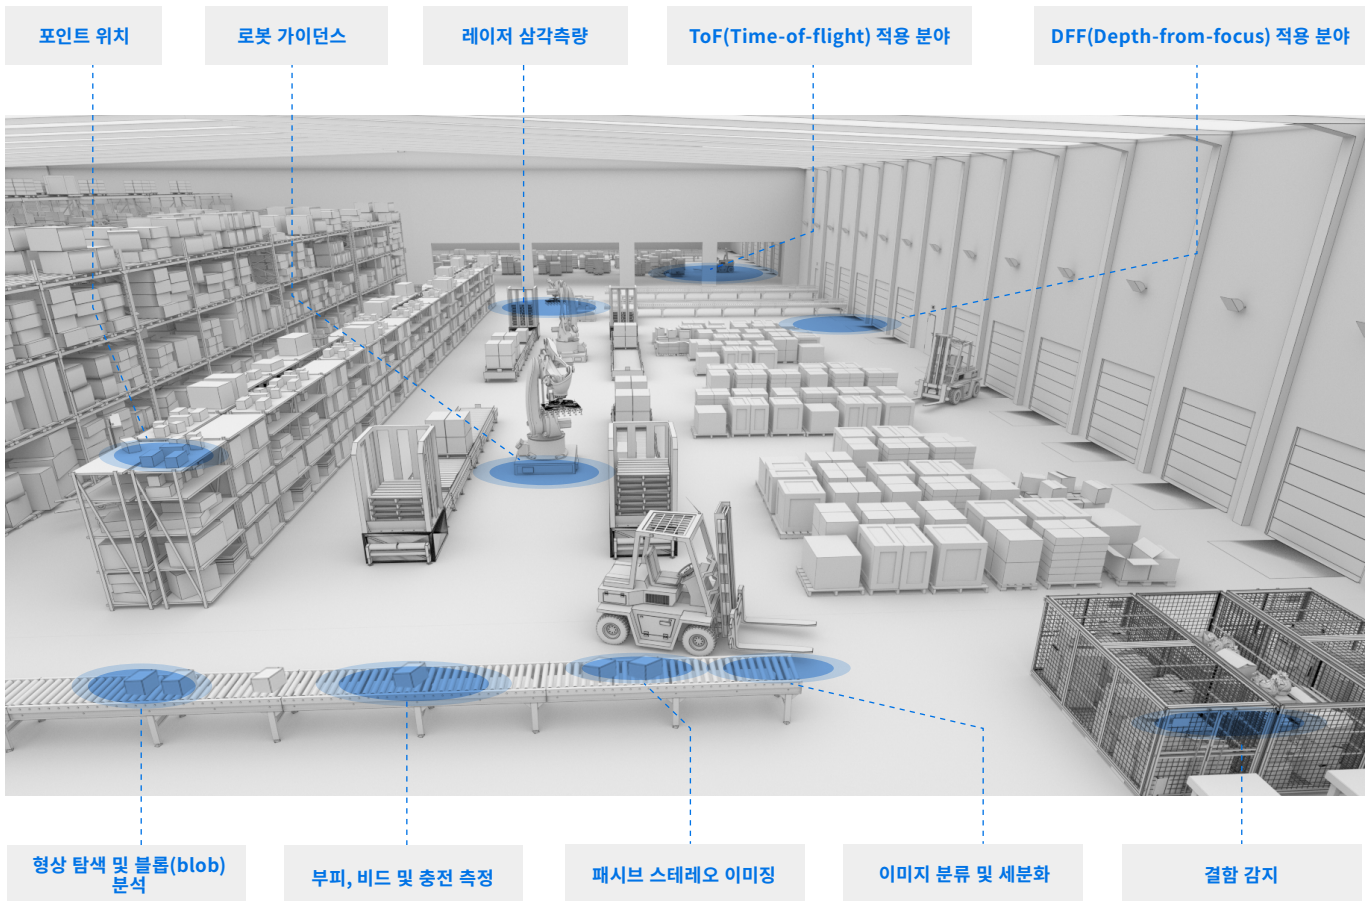 포인트 위치
로봇 가이던스
레이저 삼각측량
ToF(Time-of-flight) 적용 분야
DFF(Depth-from-focus) 적용 분야
형상 탐색 및 블롭(blob)
분석
부피, 비드 및 충전 측정
패시브 스테레오 이미징
이미지 분류 및 세분화
결함 감지